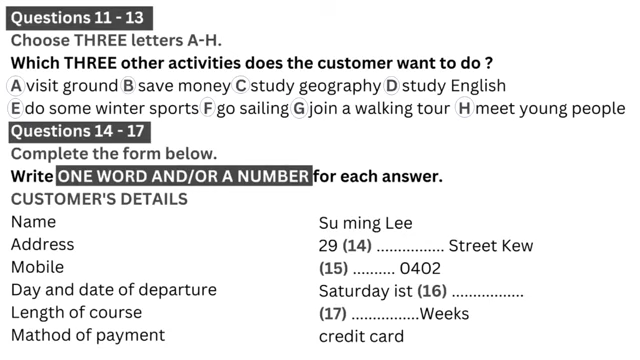 Questions 11 - 13
Choose THREE letters A-H.
Which THREE other activities does the customer want to do ?
A visit ground B save money C study geography D study English
E do some winter sports F go sailing G join a walking tour H meet young people
Questions 14 - 17
Complete the form below.
Write ONE WORD AND/OR A NUMBER for each answer.
CUSTOMER'S DETAILS
Name Su ming Lee
Address 29 (14) ................ Street Kew
Mobile (15) .......... 0402
Day and date of departure Saturday ist (16) .................
Length of course (17) ................Weeks
Mathod of payment credit card